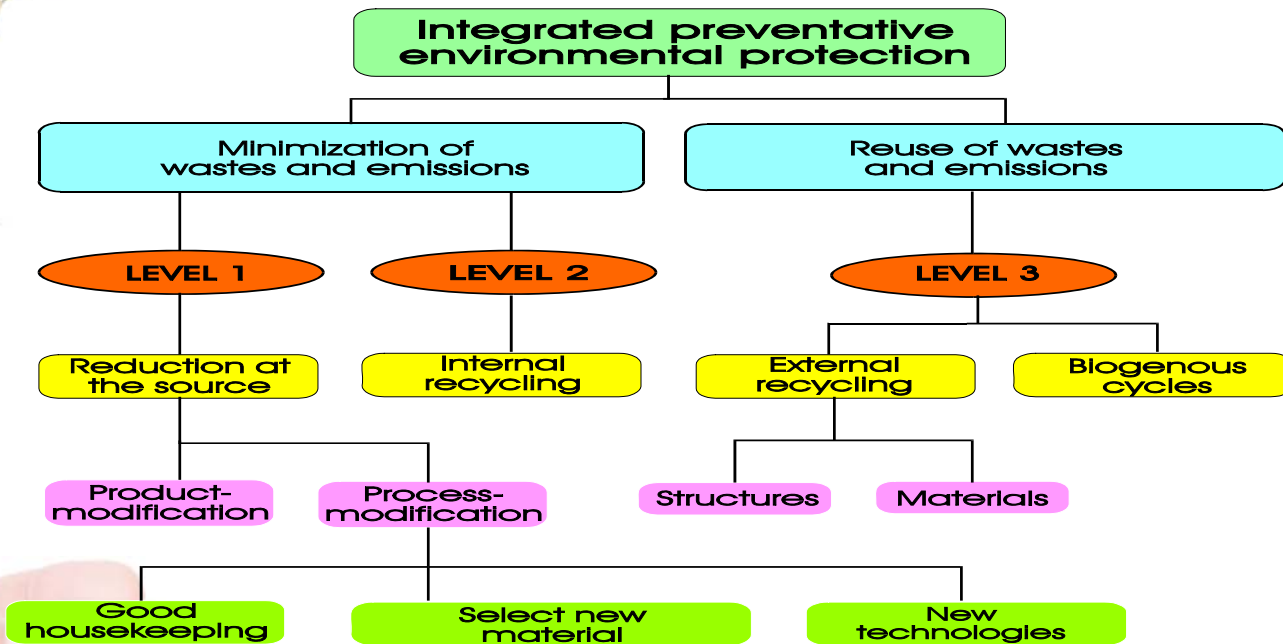 Integrated preventative
environmental protection
Minimization of
wastes and emissions
Reuse of wastes
and emissions
LEVEL 1
LEVEL 2
LEVEL 3
Reduction at
the source
Internal
recycling
External
recycling
Biogenous
cycles
Product-
modification
Process-
modification
Structures
Materials
Good
housekeeping
Select new
material
New
technologies